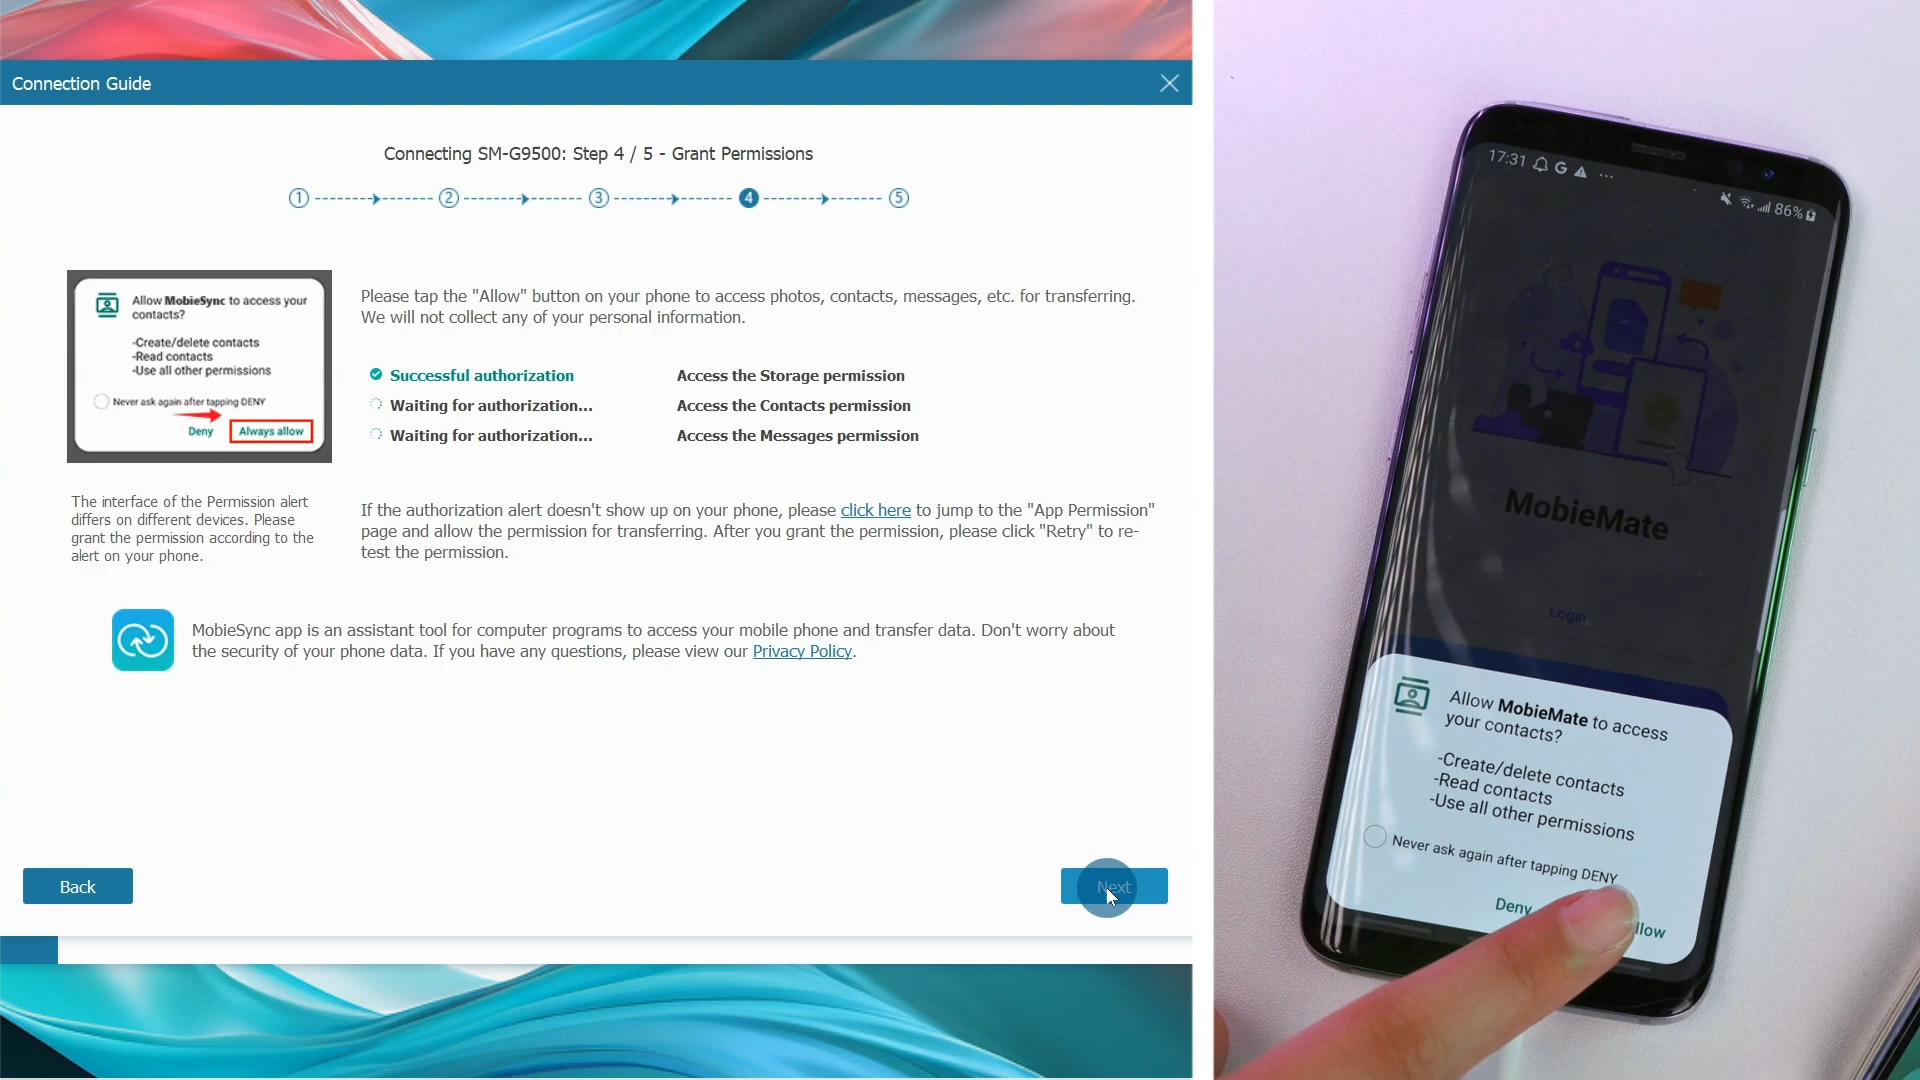 Connection Guide
Connecting SM-G9500: Step 4 / 5 - Grant Permissions
1 2 3 4 5
Allow MobieSync to access your
contacts?
-Create/delete contacts
-Read contacts
-Use all other permissions
Never ask again after tapping DENY
Deny Always allow
The interface of the Permission alert
differs on different devices. Please
grant the permission according to the
alert on your phone.
Please tap the "Allow" button on your phone to access photos, contacts, messages, etc. for transferring.
We will not collect any of your personal information.
Successful authorization Access the Storage permission
Waiting for authorization... Access the Contacts permission
Waiting for authorization... Access the Messages permission
If the authorization alert doesn't show up on your phone, please click here to jump to the "App Permission"
page and allow the permission for transferring. After you grant the permission, please click "Retry" to re-
test the permission.
MobieSync app is an assistant tool for computer programs to access your mobile phone and transfer data. Don't worry about
the security of your phone data. If you have any questions, please view our Privacy Policy.
Back Next
17:31 G ... 86%
MobieMate
Login
Allow MobieMate to access
your contacts?
-Create/delete contacts
-Read contacts
-Use all other permissions
Never ask again after tapping DENY
Deny llow